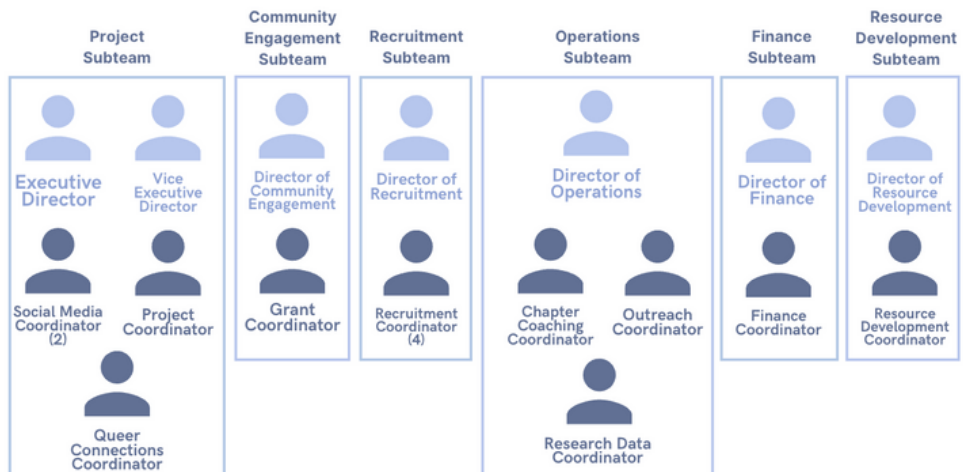 Project
Subteam
Community
Engagement
Subteam
Recruitment
Subteam
Operations
Subteam
Finance
Subteam
Resource
Development
Subteam
Executive
Director
Vice
Executive
Director
Director of
Community
Engagement
Director of
Recruitment
Director of
Operations
Director of
Finance
Director of
Resource
Development
Social Media
Coordinator
(2)
Project
Coordinator
Grant
Coordinator
Recruitment
Coordinator
(4)
Chapter
Coaching
Coordinator
Outreach
Coordinator
Finance
Coordinator
Resource
Development
Coordinator
Queer
Connections
Coordinator
Research Data
Coordinator